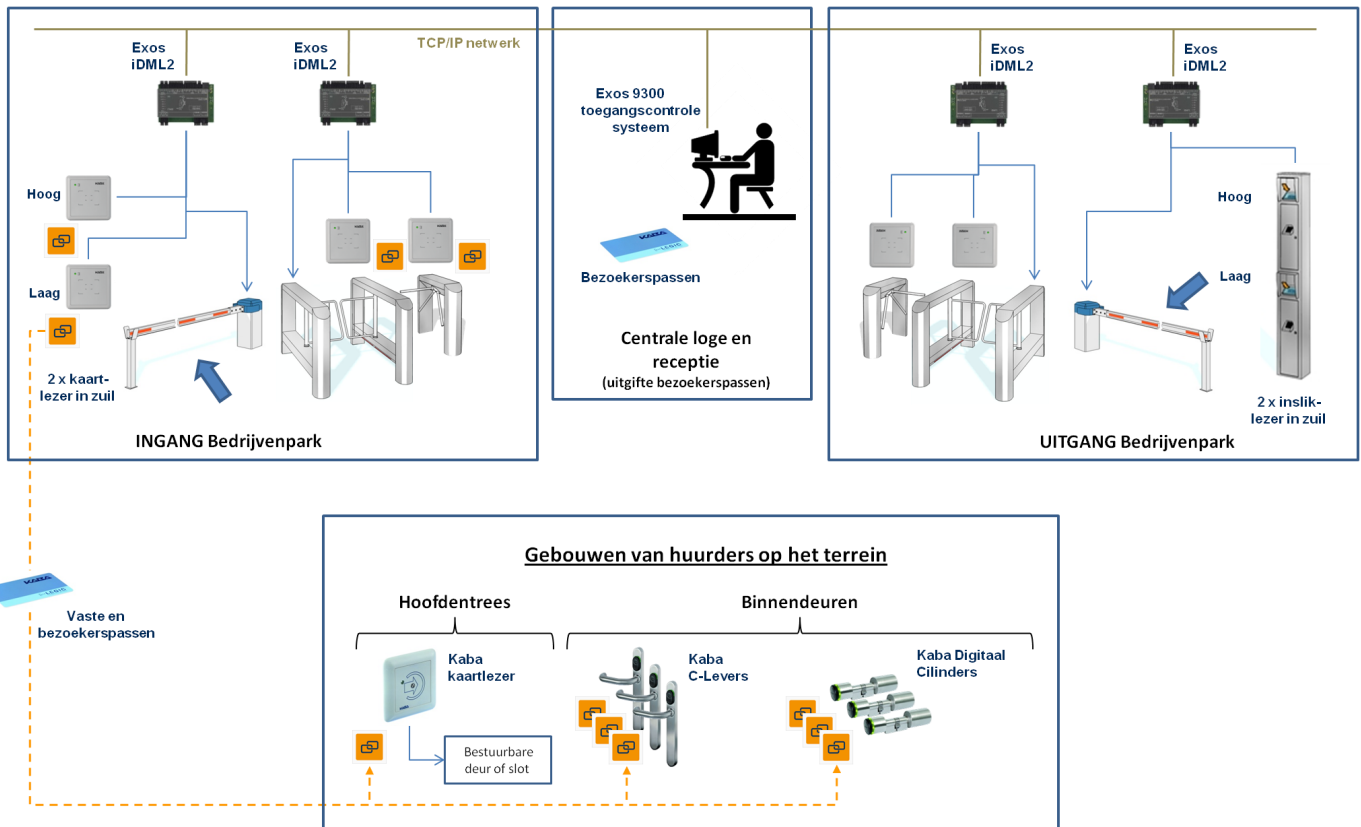 TCP/IP netwerk
Exos
iDML2
Exos
iDML2
Hoog
Laag
2 x kaart-
lezer in zuil
INGANG Bedrijvenpark
Exos 9300
toegangscontrole
systeem
Bezoekerspassen
Centrale loge en
receptie
(uitgifte bezoekerspassen)
Exos
iDML2
Exos
iDML2
Hoog
Laag
2 x inslik-
lezer in zuil
UITGANG Bedrijvenpark
KABA
LEGIC
Vaste en
bezoekerspassen
Gebouwen van huurders op het terrein
Hoofdentrees
Kaba
kaartlezer
Bestuurbare
deur of slot
Binnendeuren
Kaba
C-Levers
Kaba Digitaal
Cilinders